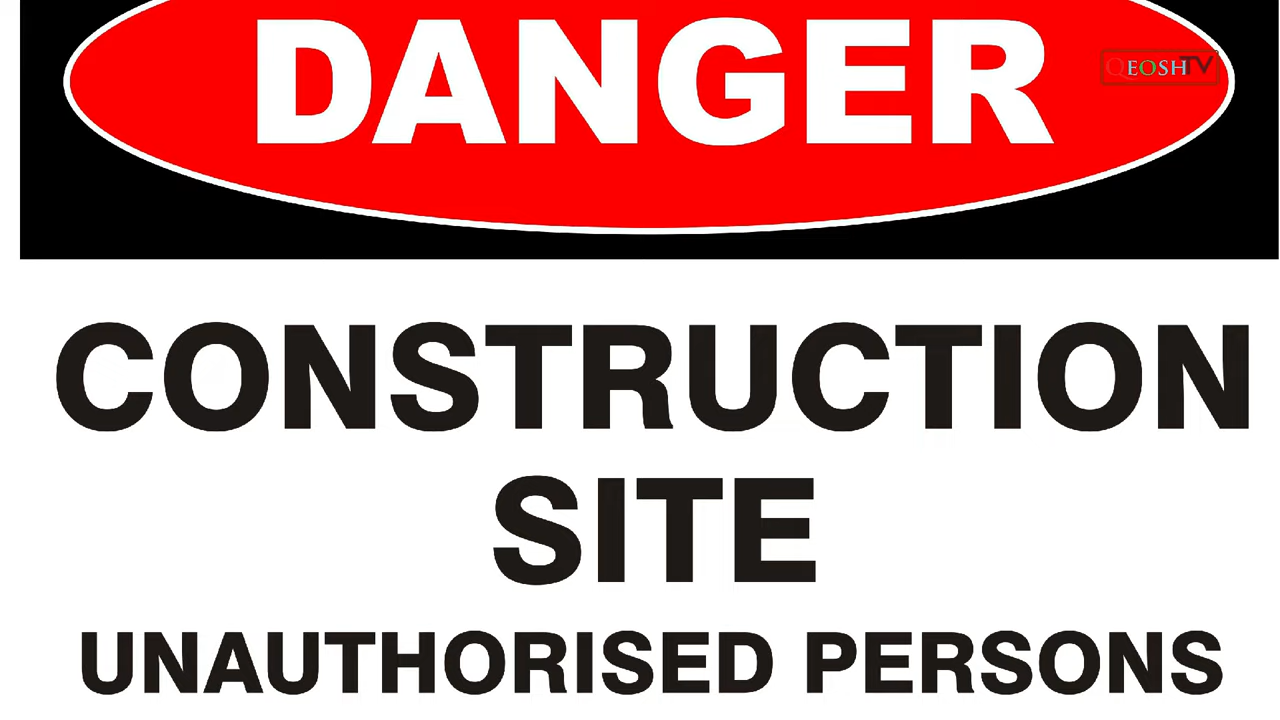 DANGER
QEOSHTV
CONSTRUCTION
SITE
UNAUTHORISED PERSONS